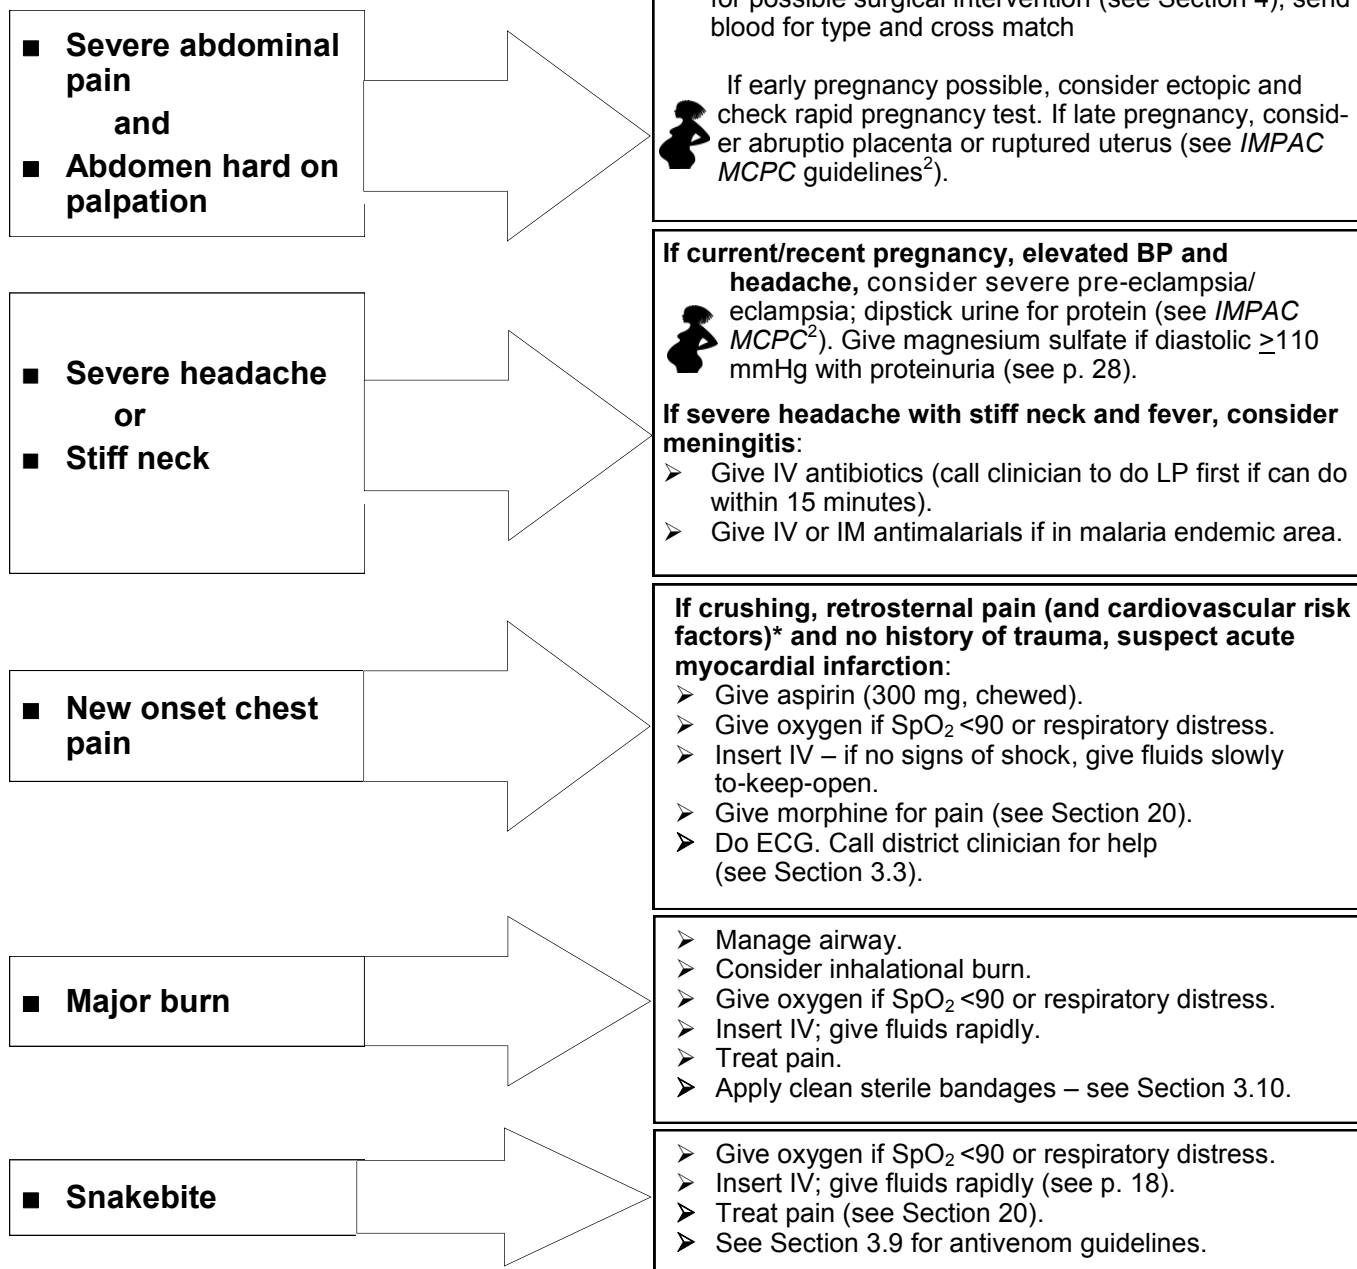 for possible surgical intervention (see Section 4), send
blood for type and cross match
■ Severe abdominal
pain
and
■ Abdomen hard on
palpation
If early pregnancy possible, consider ectopic and
check rapid pregnancy test. If late pregnancy, consid-
er abruptio placenta or ruptured uterus (see IMPAC
MCPC guidelines²).
■ Severe headache
or
■ Stiff neck
If current/recent pregnancy, elevated BP and
headache, consider severe pre-eclampsia/
eclampsia; dipstick urine for protein (see IMPAC
MCPC²). Give magnesium sulfate if diastolic ≥110
mmHg with proteinuria (see p. 28).
If severe headache with stiff neck and fever, consider
meningitis:
➢ Give IV antibiotics (call clinician to do LP first if can do
within 15 minutes).
➢ Give IV or IM antimalarials if in malaria endemic area.
■ New onset chest
pain
If crushing, retrosternal pain (and cardiovascular risk
factors)* and no history of trauma, suspect acute
myocardial infarction:
➢ Give aspirin (300 mg, chewed).
➢ Give oxygen if SpO₂ <90 or respiratory distress.
➢ Insert IV – if no signs of shock, give fluids slowly
to-keep-open.
➢ Give morphine for pain (see Section 20).
➢ Do ECG. Call district clinician for help
(see Section 3.3).
■ Major burn
➢ Manage airway.
➢ Consider inhalational burn.
➢ Give oxygen if SpO₂ <90 or respiratory distress.
➢ Insert IV; give fluids rapidly.
➢ Treat pain.
➢ Apply clean sterile bandages – see Section 3.10.
■ Snakebite
➢ Give oxygen if SpO₂ <90 or respiratory distress.
➢ Insert IV; give fluids rapidly (see p. 18).
➢ Treat pain (see Section 20).
➢ See Section 3.9 for antivenom guidelines.